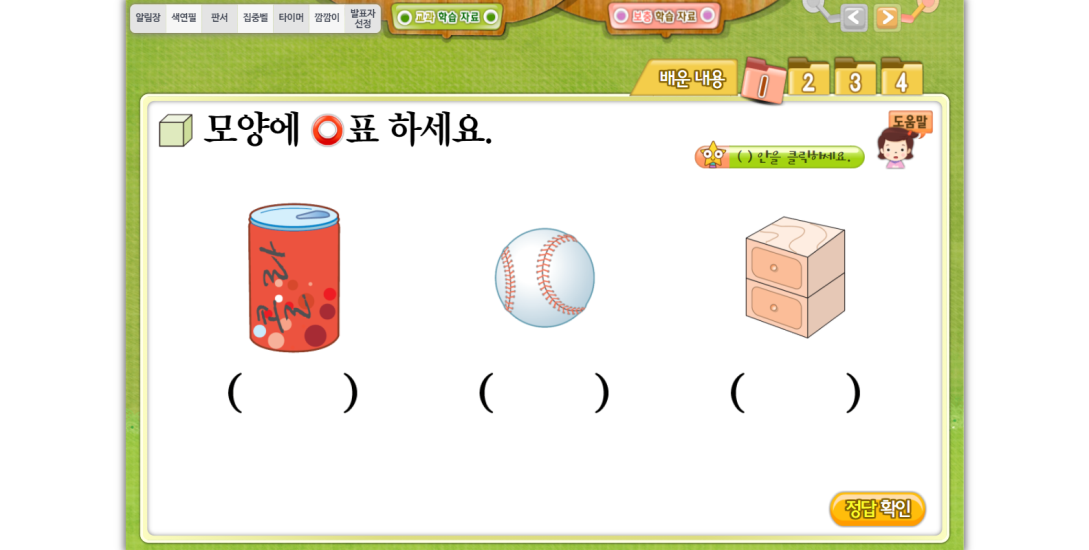 알림장 색연필 판서 집중벨 타이머 깜깜이 발표자 선정
교과 학습 자료
보충 학습 자료
배운 내용 1 2 3 4
모양에 표 하세요.
도움말
( ) 안을 클릭하세요.
( ) ( ) ( )
정답 확인